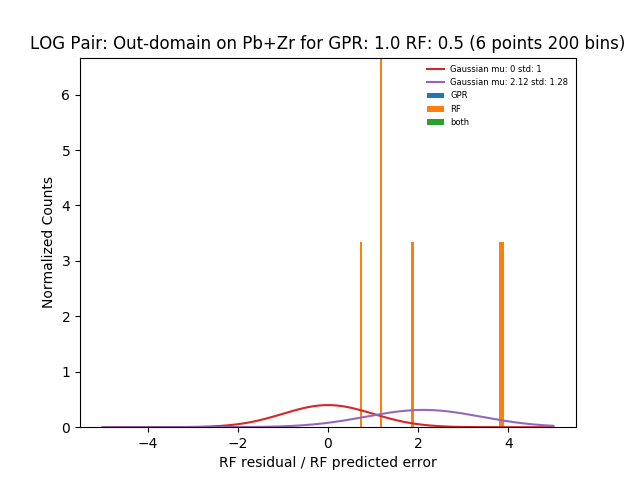 LOG Pair: Out-domain on Pb+Zr for GPR: 1.0 RF: 0.5 (6 points 200 bins)
Gaussian mu: 0 std: 1
Gaussian mu: 2.12 std: 1.28
GPR
RF
both
Normalized Counts
6
5
4
3
2
1
0
−4
−2
0
2
4
RF residual / RF predicted error